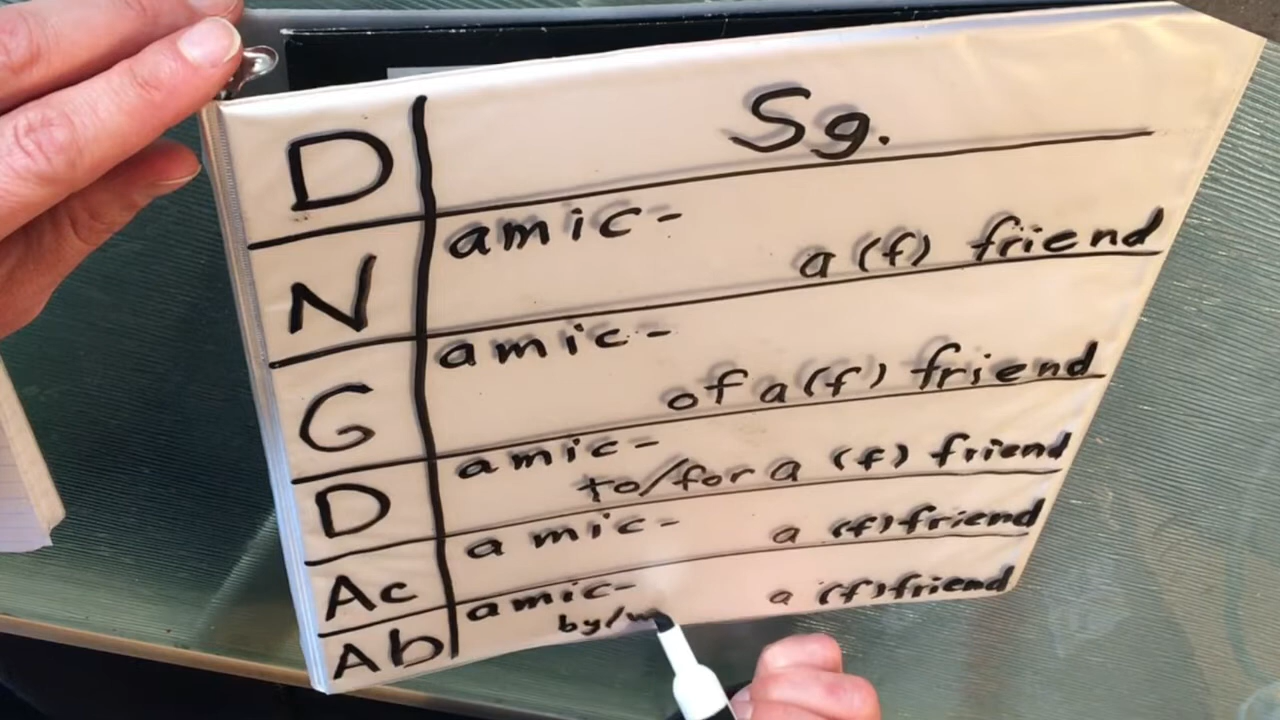 D Sg.
N amic- a (f) friend
G amic- of a (f) friend
D amic- to/for a (f) friend
Ac amic- a (f) friend
Ab amic- a (f) friend
by/w